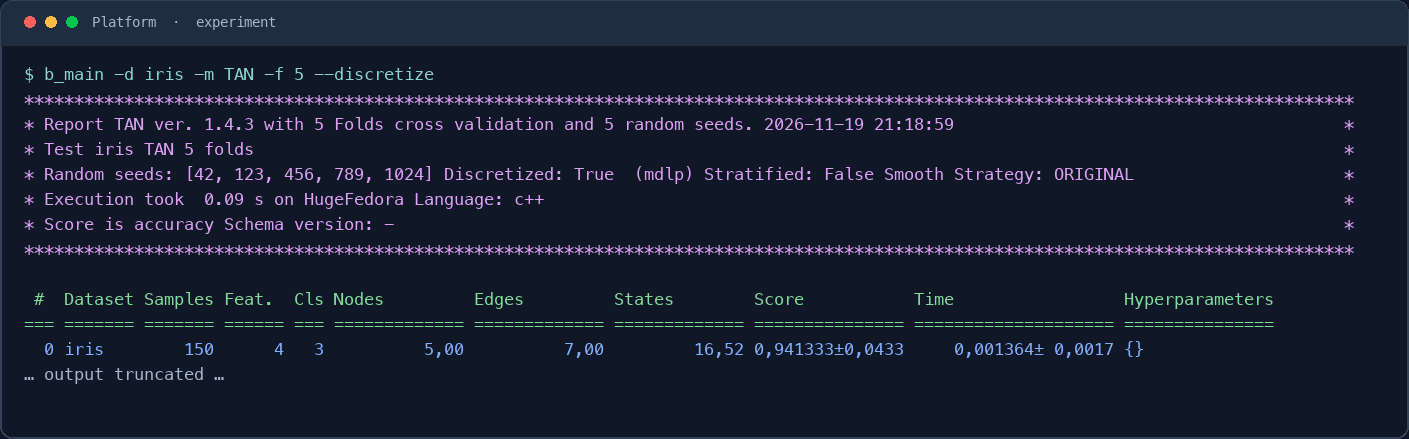 Platform · experiment
$ b_main −d iris −m TAN −f 5 −−discretize
*************************************************************************************************************************************
* Report TAN ver. 1.4.3 with 5 Folds cross validation and 5 random seeds. 2026−11−19 21:18:59                                       *
* Test iris TAN 5 folds                                                                                                             *
* Random seeds: [42, 123, 456, 789, 1024] Discretized: True  (mdlp) Stratified: False Smooth Strategy: ORIGINAL                     *
* Execution took  0.09 s on HugeFedora Language: c++                                                                                *
* Score is accuracy Schema version: −                                                                                               *
*************************************************************************************************************************************
 #  Dataset Samples Feat.  Cls Nodes         Edges         States        Score           Time                 Hyperparameters
=== ======= ======= ====== === ============= ============= ============= =============== ==================== ===============
  0 iris        150      4   3          5,00          7,00         16,52 0,941333±0,0433     0,001364± 0,0017 {}
… output truncated …